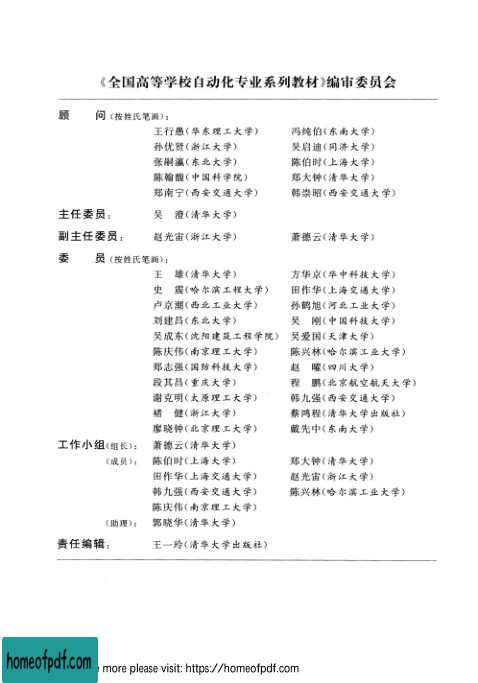 《全国高等学校自动化专业系列教材》编审委员会
顾 问(按姓氏笔画):
王行愚(华东理工大学) 冯纯伯(东南大学)
孙优贤(浙江大学) 吴启迪(同济大学)
张嗣瀛(东北大学) 陈伯时(上海大学)
陈翰馥(中国科学院) 郑大钟(清华大学)
郑南宁(西安交通大学) 韩崇昭(西安交通大学)
主任委员: 吴 澄(清华大学)
副主任委员: 赵光宙(浙江大学) 萧德云(清华大学)
委 员(按姓氏笔画):
王 雄(清华大学) 方华京(华中科技大学)
史 震(哈尔滨工程大学) 田作华(上海交通大学)
卢京潮(西北工业大学) 孙鹤旭(河北工业大学)
刘建昌(东北大学) 吴 刚(中国科技大学)
吴成东(沈阳建筑工程学院) 吴爱国(天津大学)
陈庆伟(南京理工大学) 陈兴林(哈尔滨工业大学)
郑志强(国防科技大学) 赵 曜(四川大学)
段其昌(重庆大学) 程 鹏(北京航空航天大学)
谢克明(太原理工大学) 韩九强(西安交通大学)
褚 健(浙江大学) 蔡鸿程(清华大学出版社)
廖晓钟(北京理工大学) 戴先中(东南大学)
工作小组(组长): 萧德云(清华大学)
(成员): 陈伯时(上海大学) 郑大钟(清华大学)
田作华(上海交通大学) 赵光宙(浙江大学)
韩九强(西安交通大学) 陈兴林(哈尔滨工业大学)
陈庆伟(南京理工大学)
(助理): 郭晓华(清华大学)
责任编辑: 王一玲(清华大学出版社)
homeofpdf.com
more please visit: https://homeofpdf.com